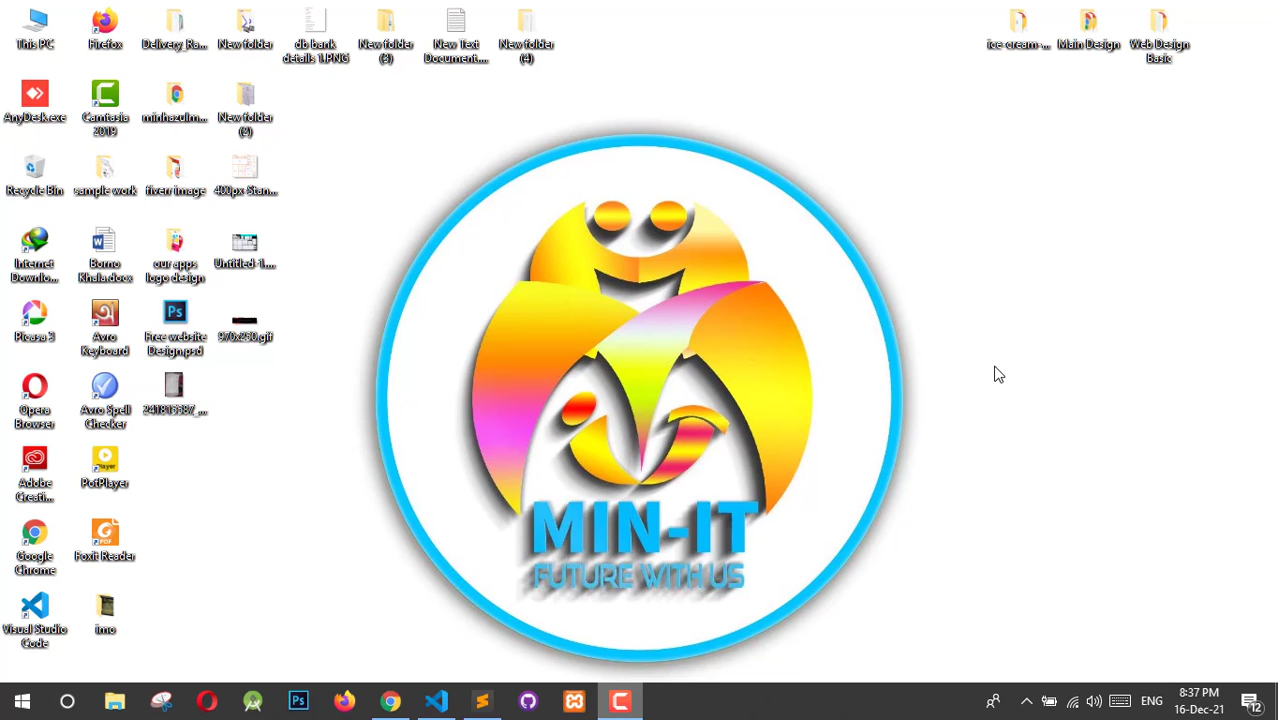 This PC
Firefox
Delivery_Ra...
New folder
db bank
details 1.PNG
New folder
(3)
New Text
Document....
New folder
(4)
ice-cream-...
Main Design
Web Design
Basic
AnyDesk.exe
Camtasia
2019
minhazulm...
New folder
(2)
Recycle Bin
sample work
fiverr image
400px-Stan...
Internet
Downlo...
Borno
Khala.docx
our apps
logo design
Untitled-1....
Picasa 3
Avro
Keyboard
Free website
Design.psd
970x250.gif
Opera
Browser
Avro Spell
Checker
241815587_...
Adobe
Creati...
PotPlayer
Google
Chrome
Foxit Reader
Visual Studio
Code
imo
MIN-IT
FUTURE WITH US
ENG
8:37 PM
16-Dec-21
12